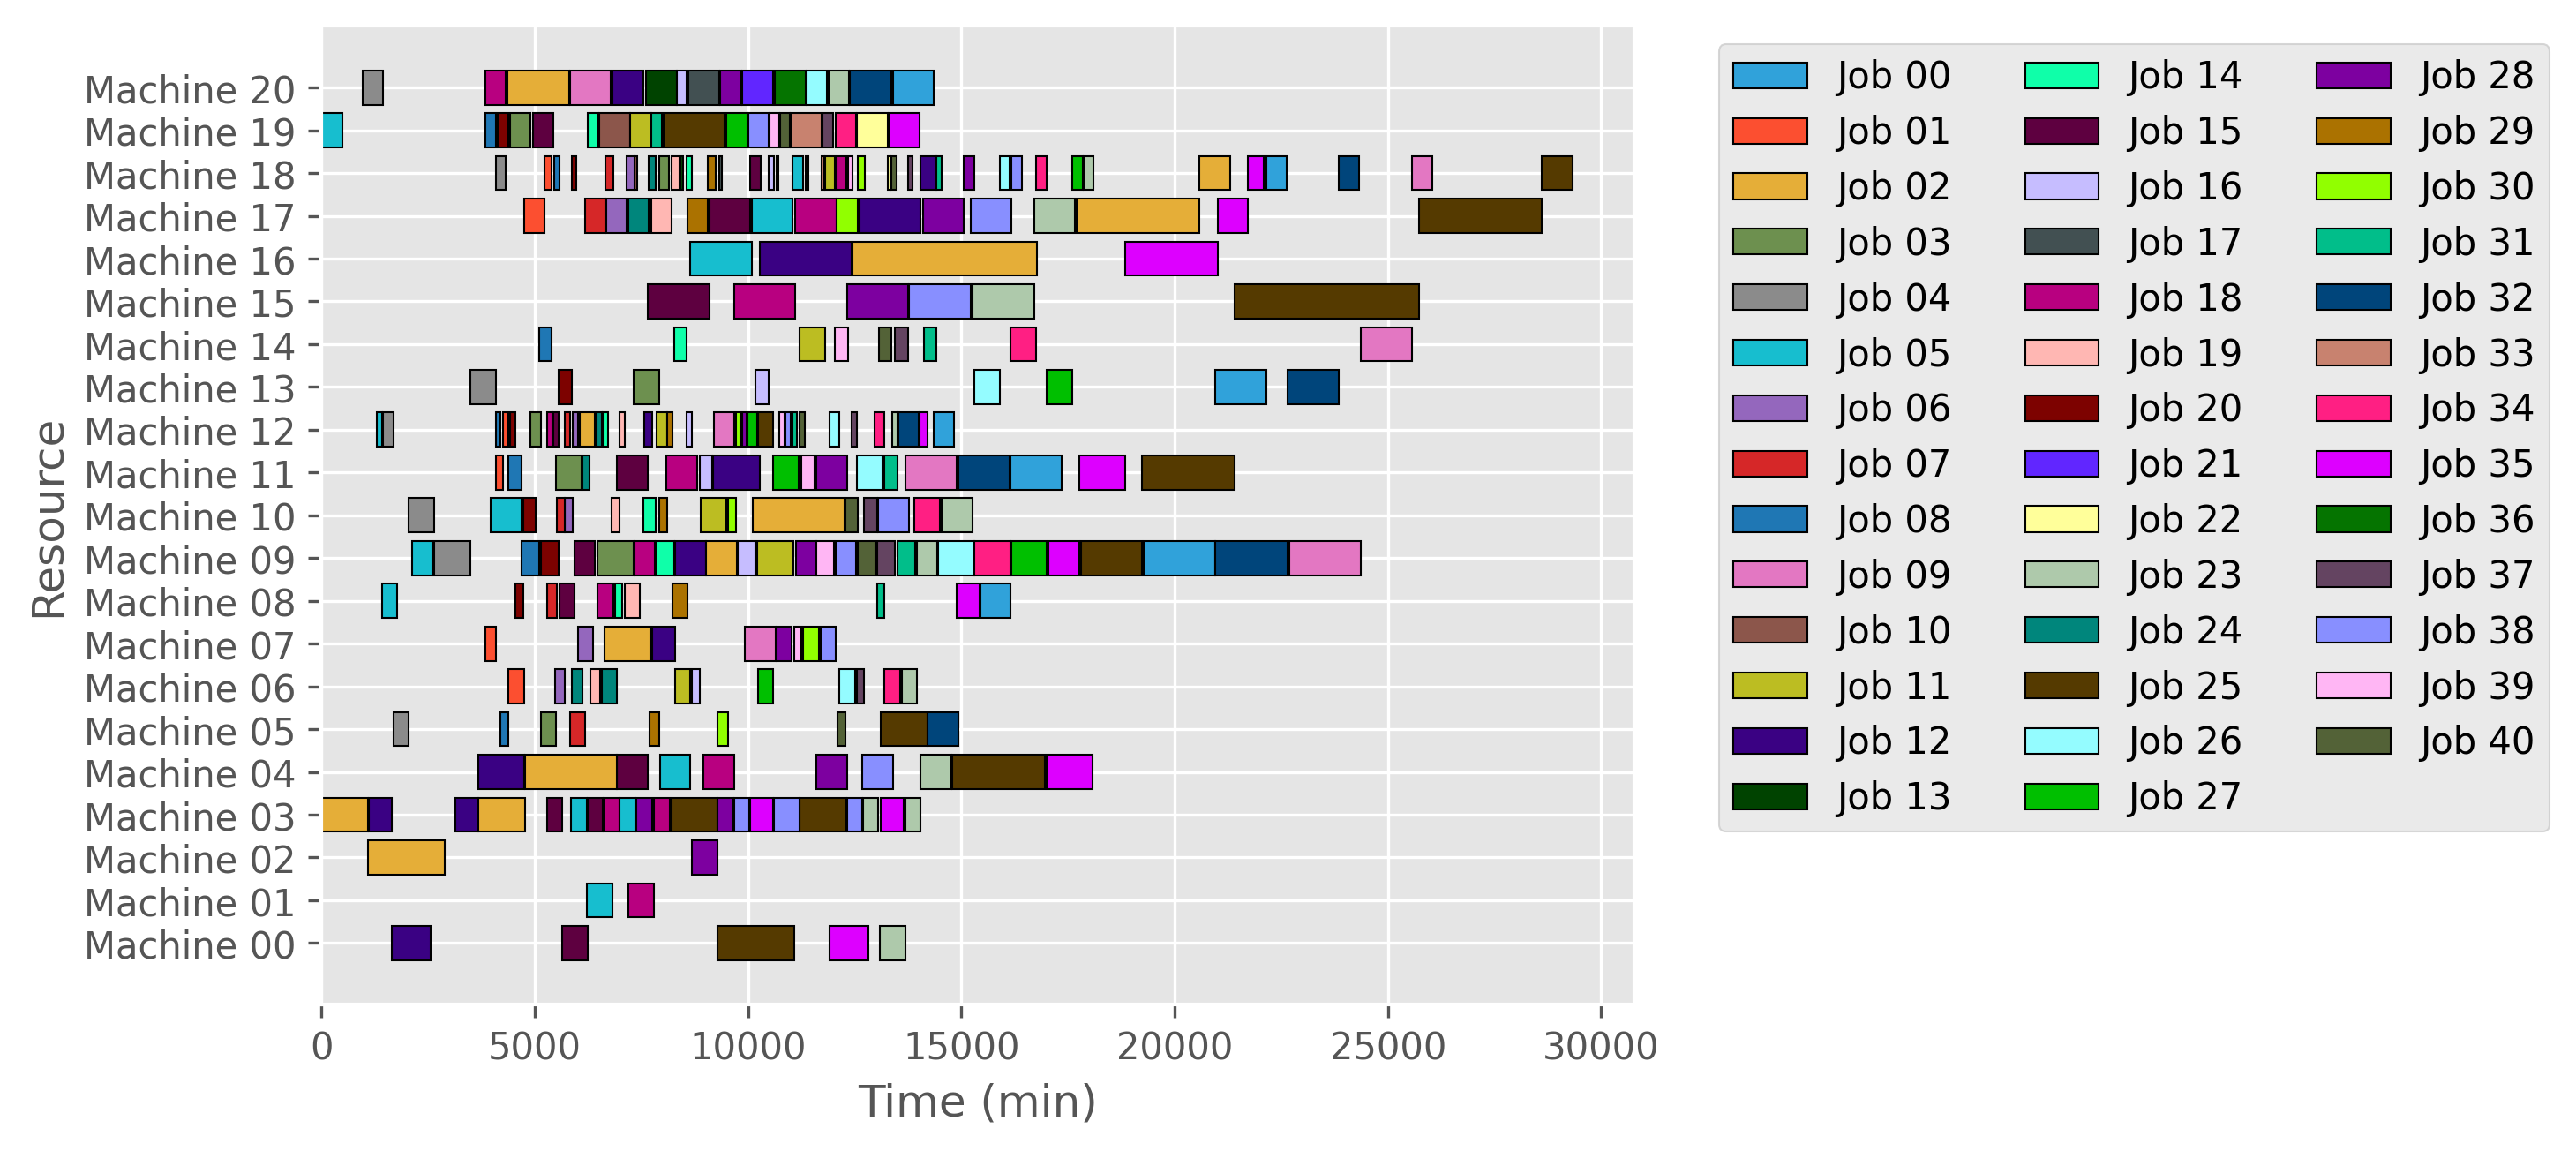 Resource
Machine 20
Machine 19
Machine 18
Machine 17
Machine 16
Machine 15
Machine 14
Machine 13
Machine 12
Machine 11
Machine 10
Machine 09
Machine 08
Machine 07
Machine 06
Machine 05
Machine 04
Machine 03
Machine 02
Machine 01
Machine 00
0 5000 10000 15000 20000 25000 30000
Time (min)
Job 00
Job 01
Job 02
Job 03
Job 04
Job 05
Job 06
Job 07
Job 08
Job 09
Job 10
Job 11
Job 12
Job 13
Job 14
Job 15
Job 16
Job 17
Job 18
Job 19
Job 20
Job 21
Job 22
Job 23
Job 24
Job 25
Job 26
Job 27
Job 28
Job 29
Job 30
Job 31
Job 32
Job 33
Job 34
Job 35
Job 36
Job 37
Job 38
Job 39
Job 40